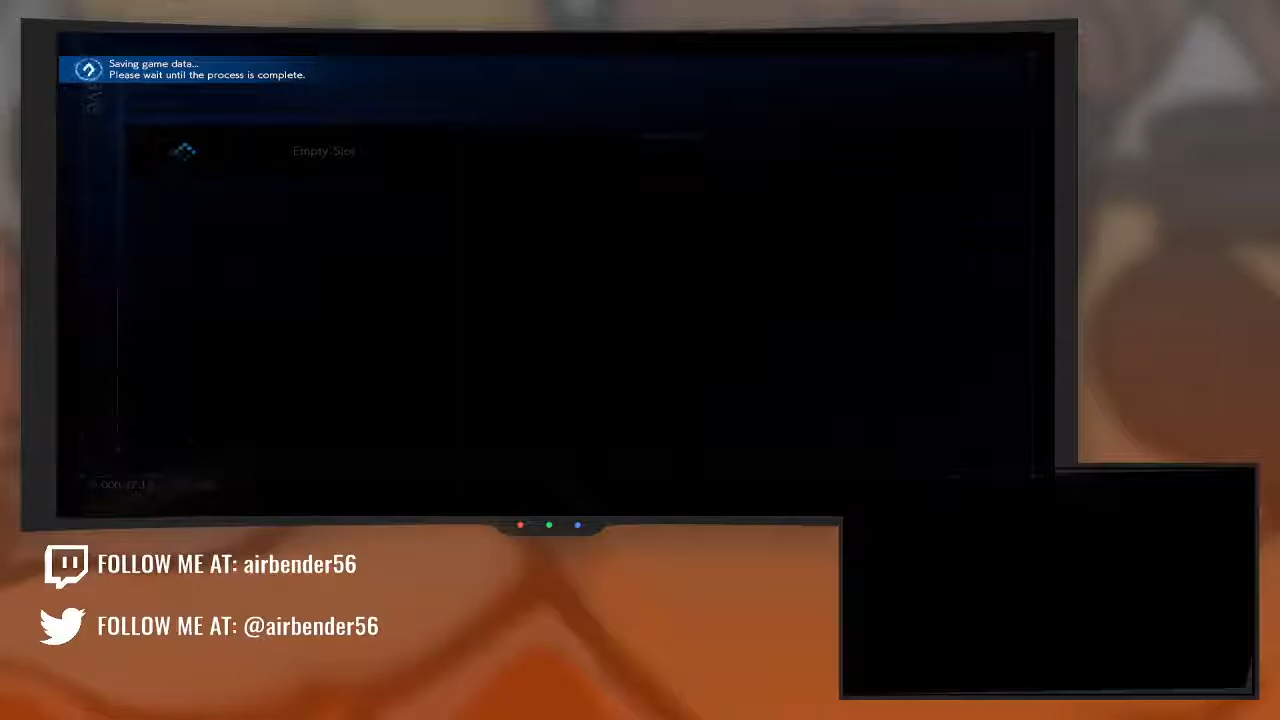 Saving game data...
Please wait until the process is complete.
Empty Slot
FOLLOW ME AT: airbender56
FOLLOW ME AT: @airbender56